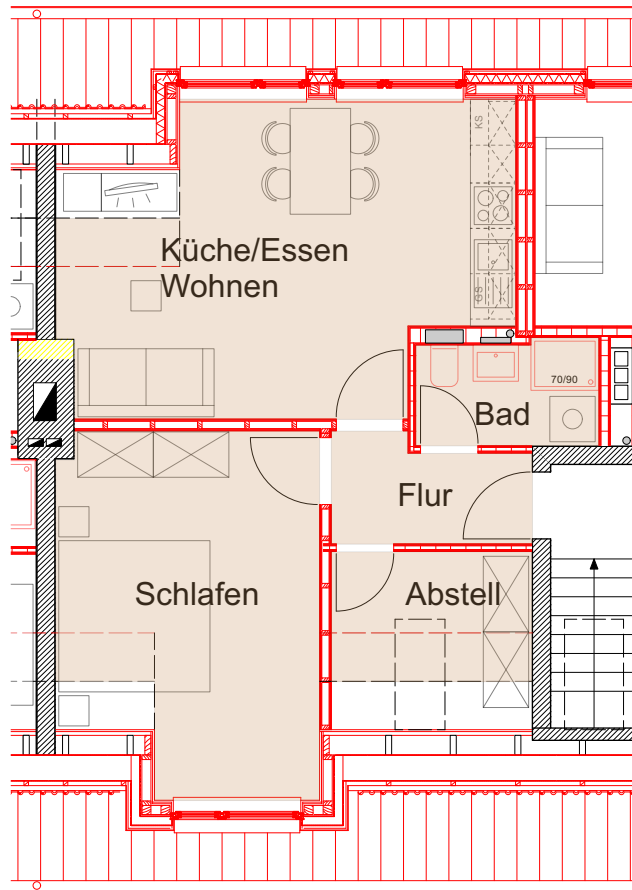 KS
Küche/Essen
Wohnen
GS
70/90
Bad
Flur
Schlafen
Abstell